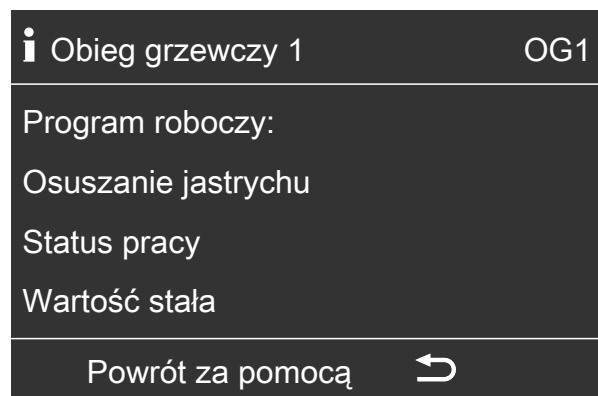 i Obieg grzewczy 1 OG1
Program roboczy:
Osuszanie jastrychu
Status pracy
Wartość stała
Powrót za pomocą